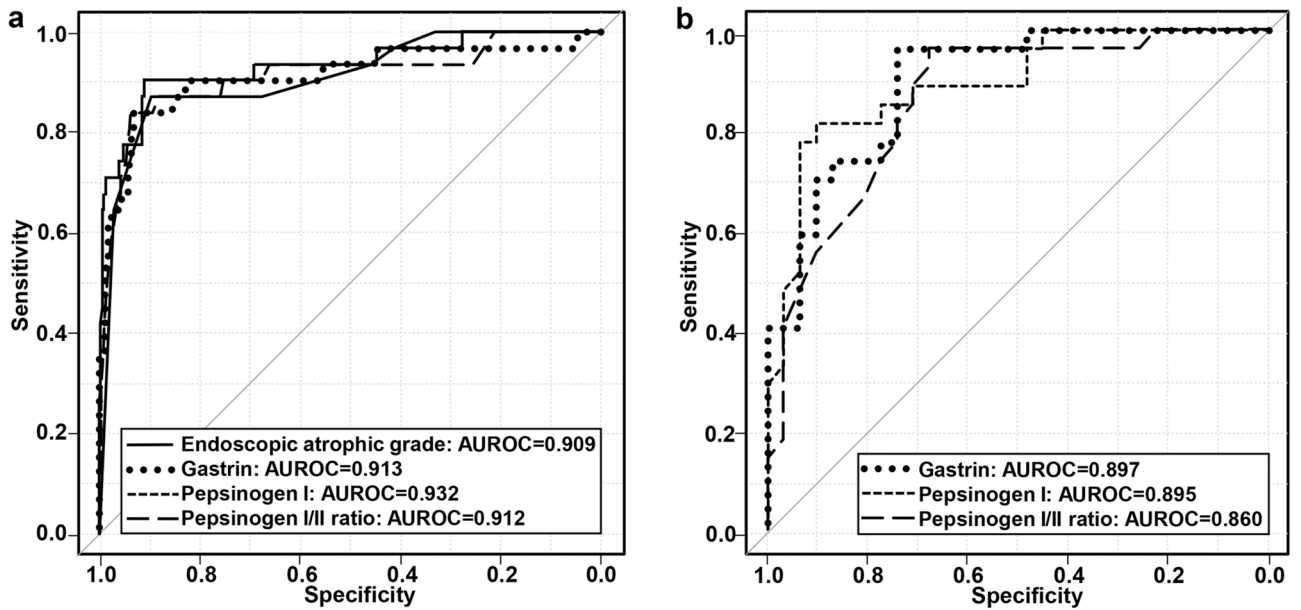 a
1.0
0.8
0.6
0.4
0.2
0.0
Sensitivity
Endoscopic atrophic grade: AUROC=0.909
Gastrin: AUROC=0.913
Pepsinogen I: AUROC=0.932
Pepsinogen I/II ratio: AUROC=0.912
1.0 0.8 0.6 0.4 0.2 0.0
Specificity
b
1.0
0.8
0.6
0.4
0.2
0.0
Sensitivity
Gastrin: AUROC=0.897
Pepsinogen I: AUROC=0.895
Pepsinogen I/II ratio: AUROC=0.860
1.0 0.8 0.6 0.4 0.2 0.0
Specificity